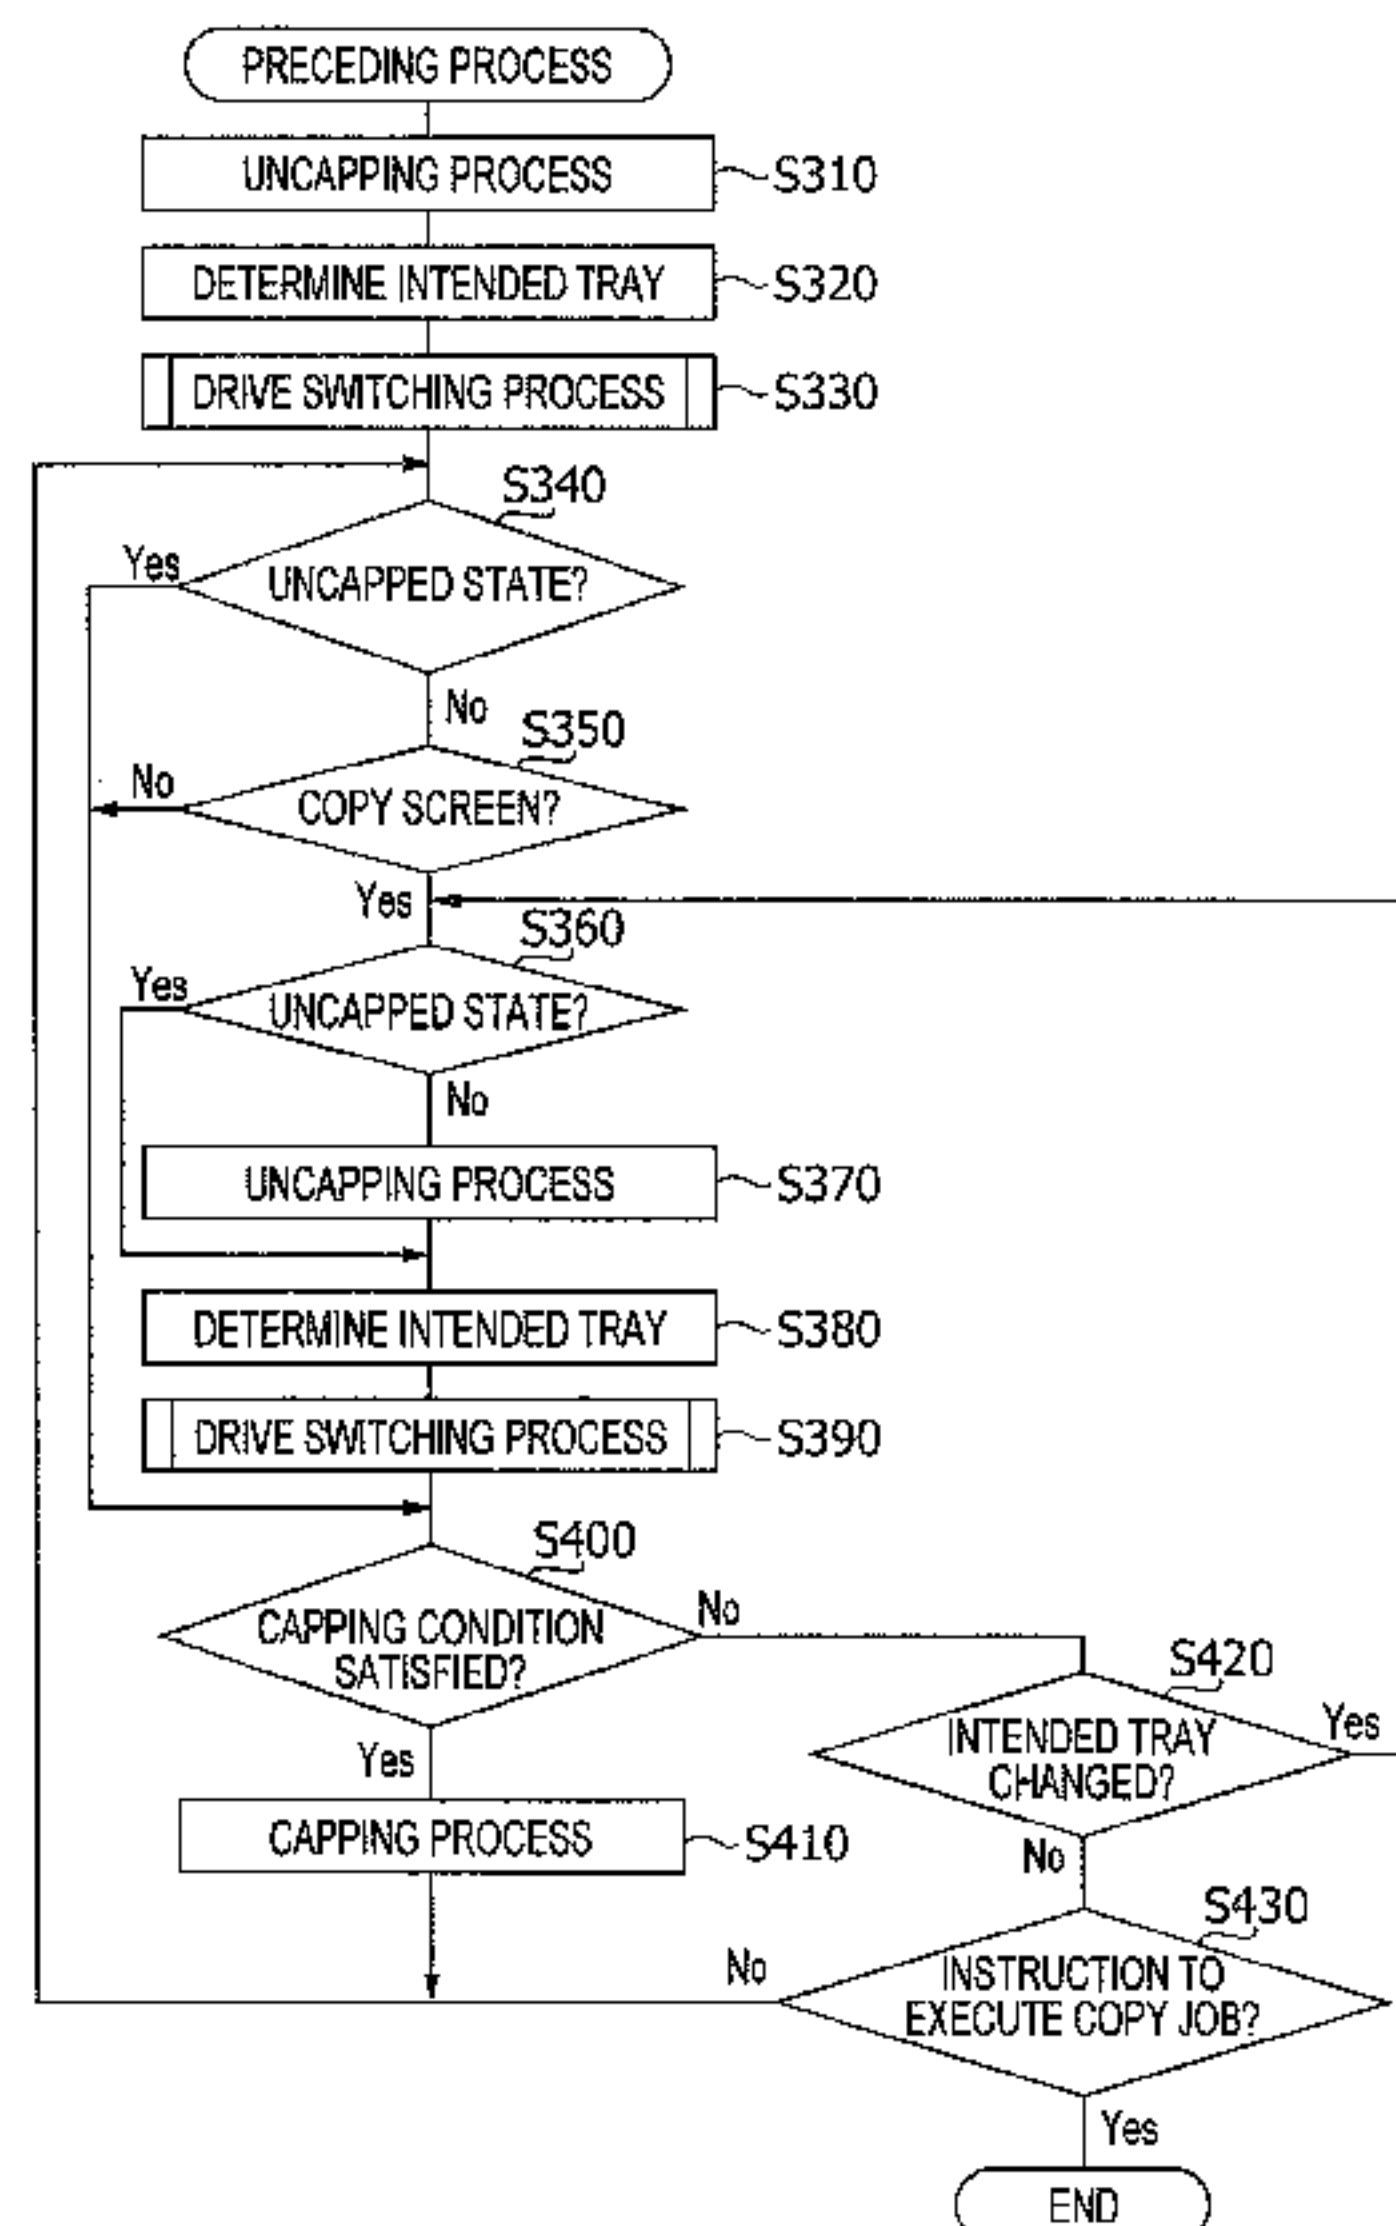 PRECEDING PROCESS
UNCAPPING PROCESS S310
DETERMINE INTENDED TRAY S320
DRIVE SWITCHING PROCESS S330
S340
Yes
UNCAPPED STATE?
No
S350
No
COPY SCREEN?
Yes
S360
Yes
UNCAPPED STATE?
No
UNCAPPING PROCESS S370
DETERMINE INTENDED TRAY S380
DRIVE SWITCHING PROCESS S390
S400
No
CAPPING CONDITION
SATISFIED?
S420
Yes
INTENDED TRAY
CHANGED?
Yes
CAPPING PROCESS S410
No
S430
No
INSTRUCTION TO
EXECUTE COPY JOB?
Yes
END